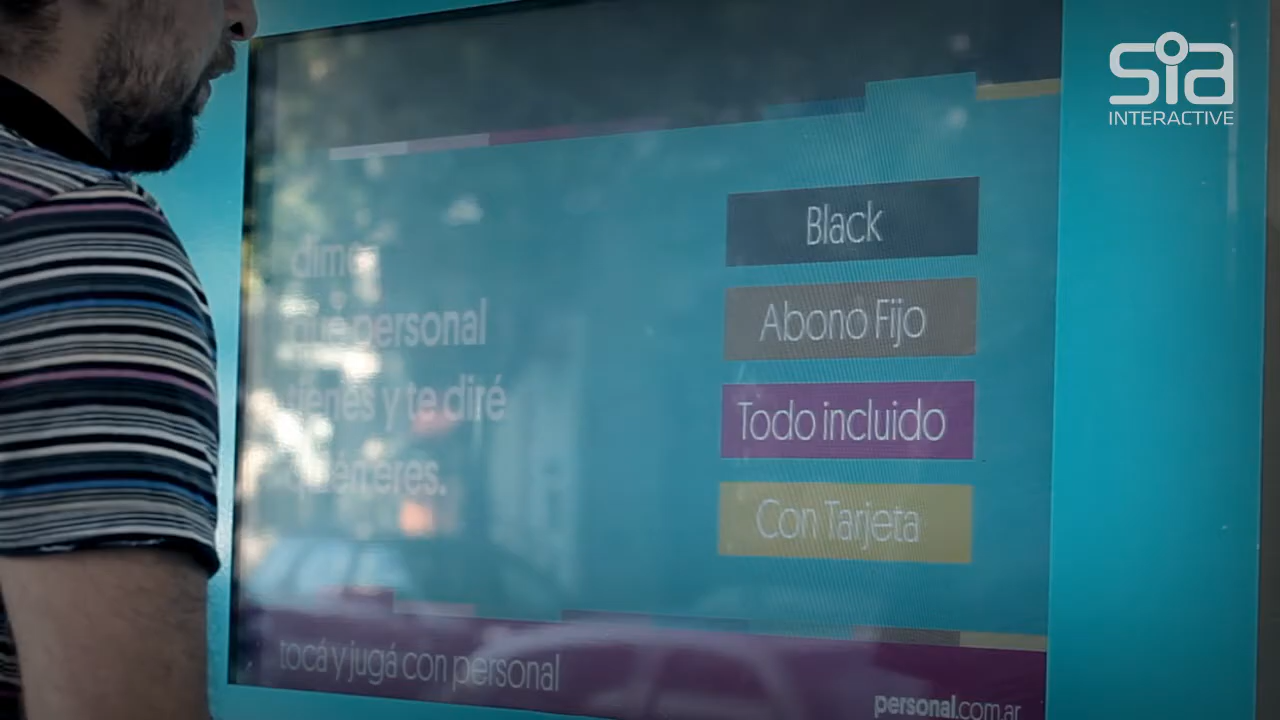 sia
INTERACTIVE
dime
qué personal
tienes y te diré
quién eres.
Black
Abono Fijo
Todo incluido
Con Tarjeta
tocá y jugá con personal
personal.com.ar